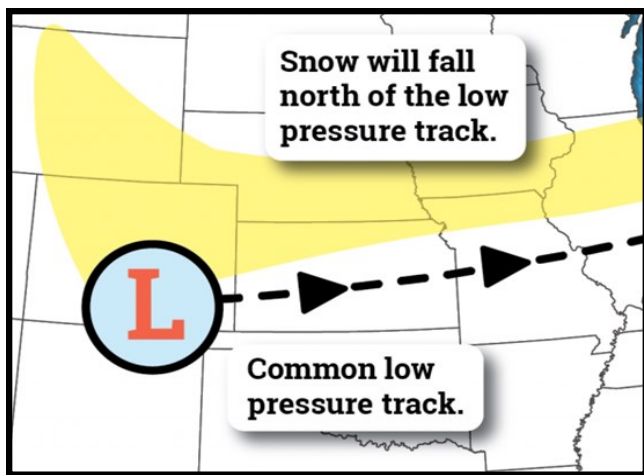 Snow will fall
north of the low
pressure track.
L
Common low
pressure track.